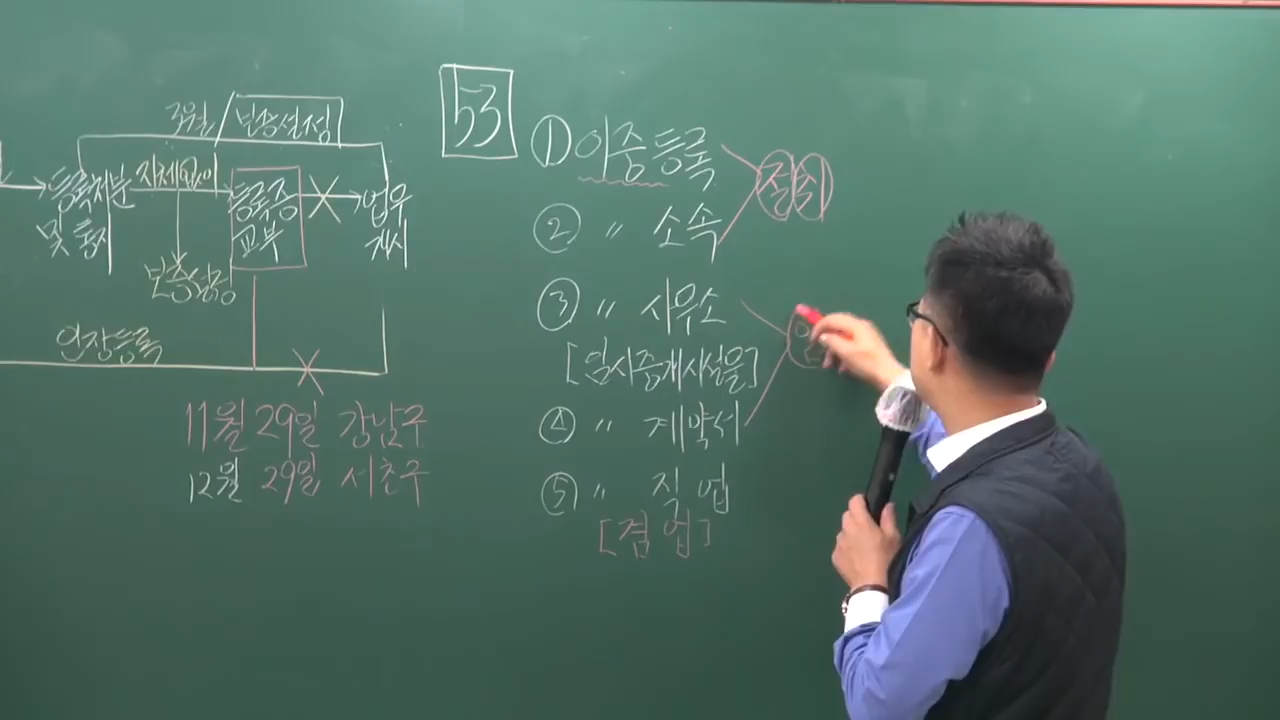 3월 / 보증설정
등록처분 및 통지
지체없이
등록증 교부
업무 개시
보증설정
인장등록
11월 29일 강남구
12월 29일 서초구
53
① 이중등록
② 〃 소속
절취
③ 〃 사무소
[임시중개시설물]
④ 〃 계약서
⑤ 〃 직업
[겸업]